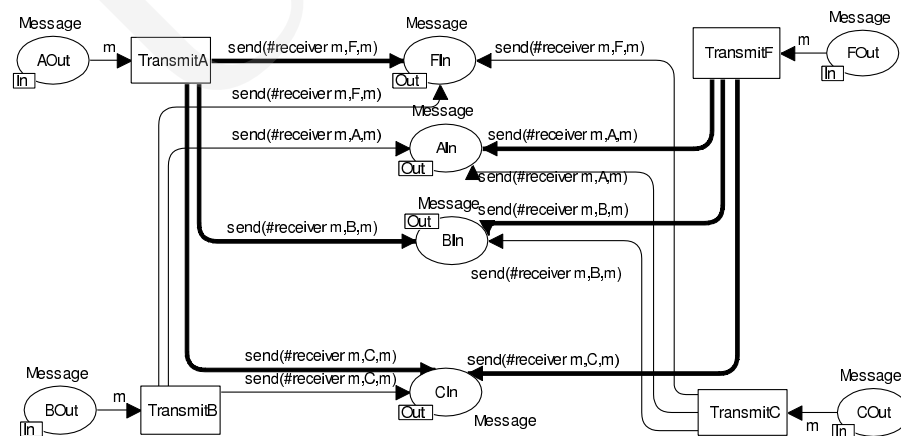 Message
Message
Message
AOut
In
m
TransmitA
send(#receiver m,F,m)
FIn
Out
send(#receiver m,F,m)
TransmitF
m
FOut
In
send(#receiver m,F,m)
Message
send(#receiver m,A,m)
AIn
Out
send(#receiver m,A,m)
send(#receiver m,A,m)
Message
Out
send(#receiver m,B,m)
send(#receiver m,B,m)
BIn
send(#receiver m,B,m)
send(#receiver m,C,m)
send(#receiver m,C,m)
Message
BOut
In
m
TransmitB
send(#receiver m,C,m)
CIn
Out
Message
TransmitC
m
Message
COut
In